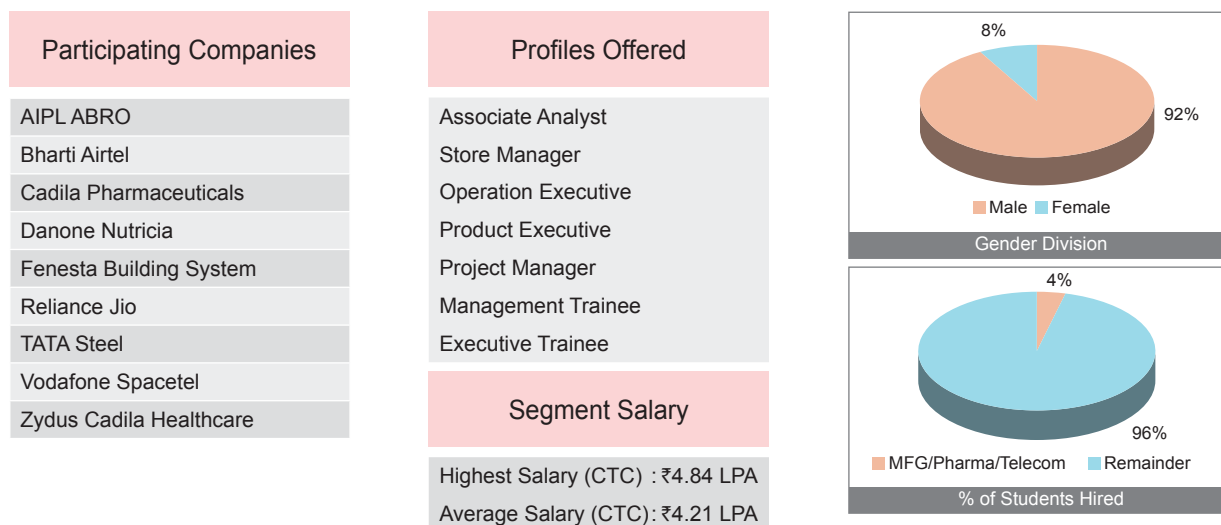 Participating Companies
AIPL ABRO
Bharti Airtel
Cadila Pharmaceuticals
Danone Nutricia
Fenesta Building System
Reliance Jio
TATA Steel
Vodafone Spacetel
Zydus Cadila Healthcare
Profiles Offered
Associate Analyst
Store Manager
Operation Executive
Product Executive
Project Manager
Management Trainee
Executive Trainee
Segment Salary
Highest Salary (CTC) : ₹4.84 LPA
Average Salary (CTC) : ₹4.21 LPA
8%
92%
Male Female
Gender Division
4%
96%
MFG/Pharma/Telecom Remainder
% of Students Hired